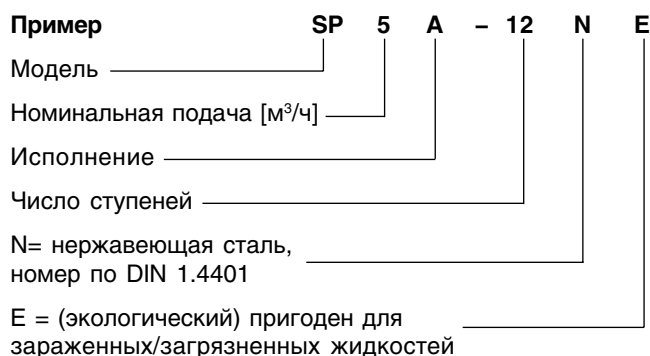 Пример SP 5 A – 12 N E
Модель
Номинальная подача [м³/ч]
Исполнение
Число ступеней
N= нержавеющая сталь,
номер по DIN 1.4401
E = (экологический) пригоден для
зараженных/загрязненных жидкостей